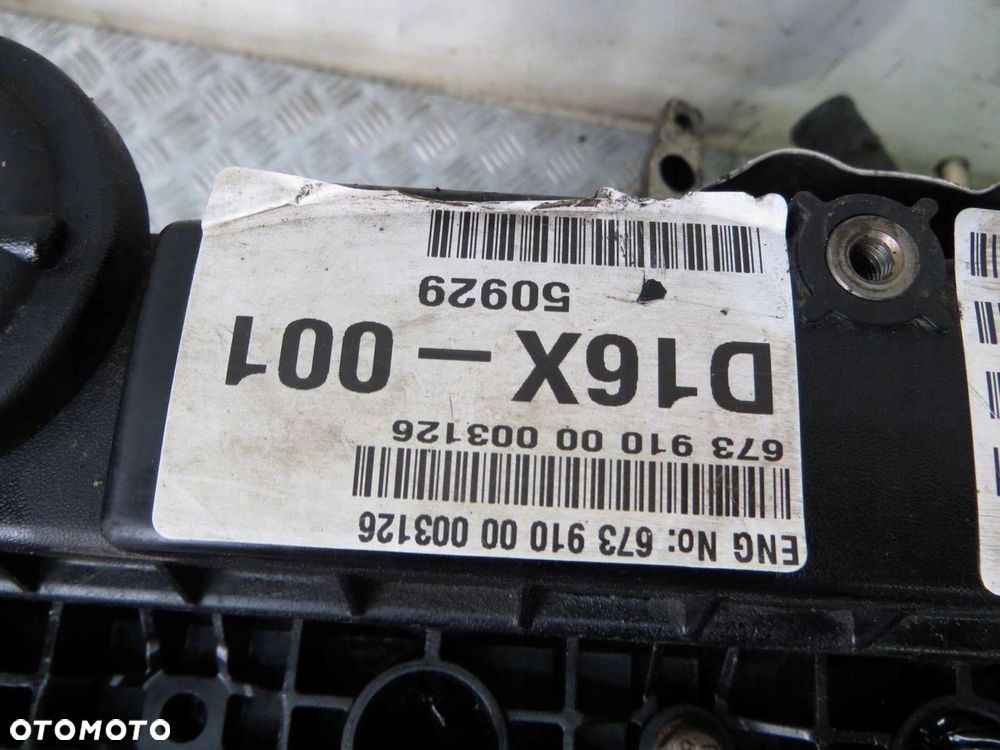 ENG No: 673 910 00 003126
673 910 00 003126
D16X - 001
50929
OTOMOTO